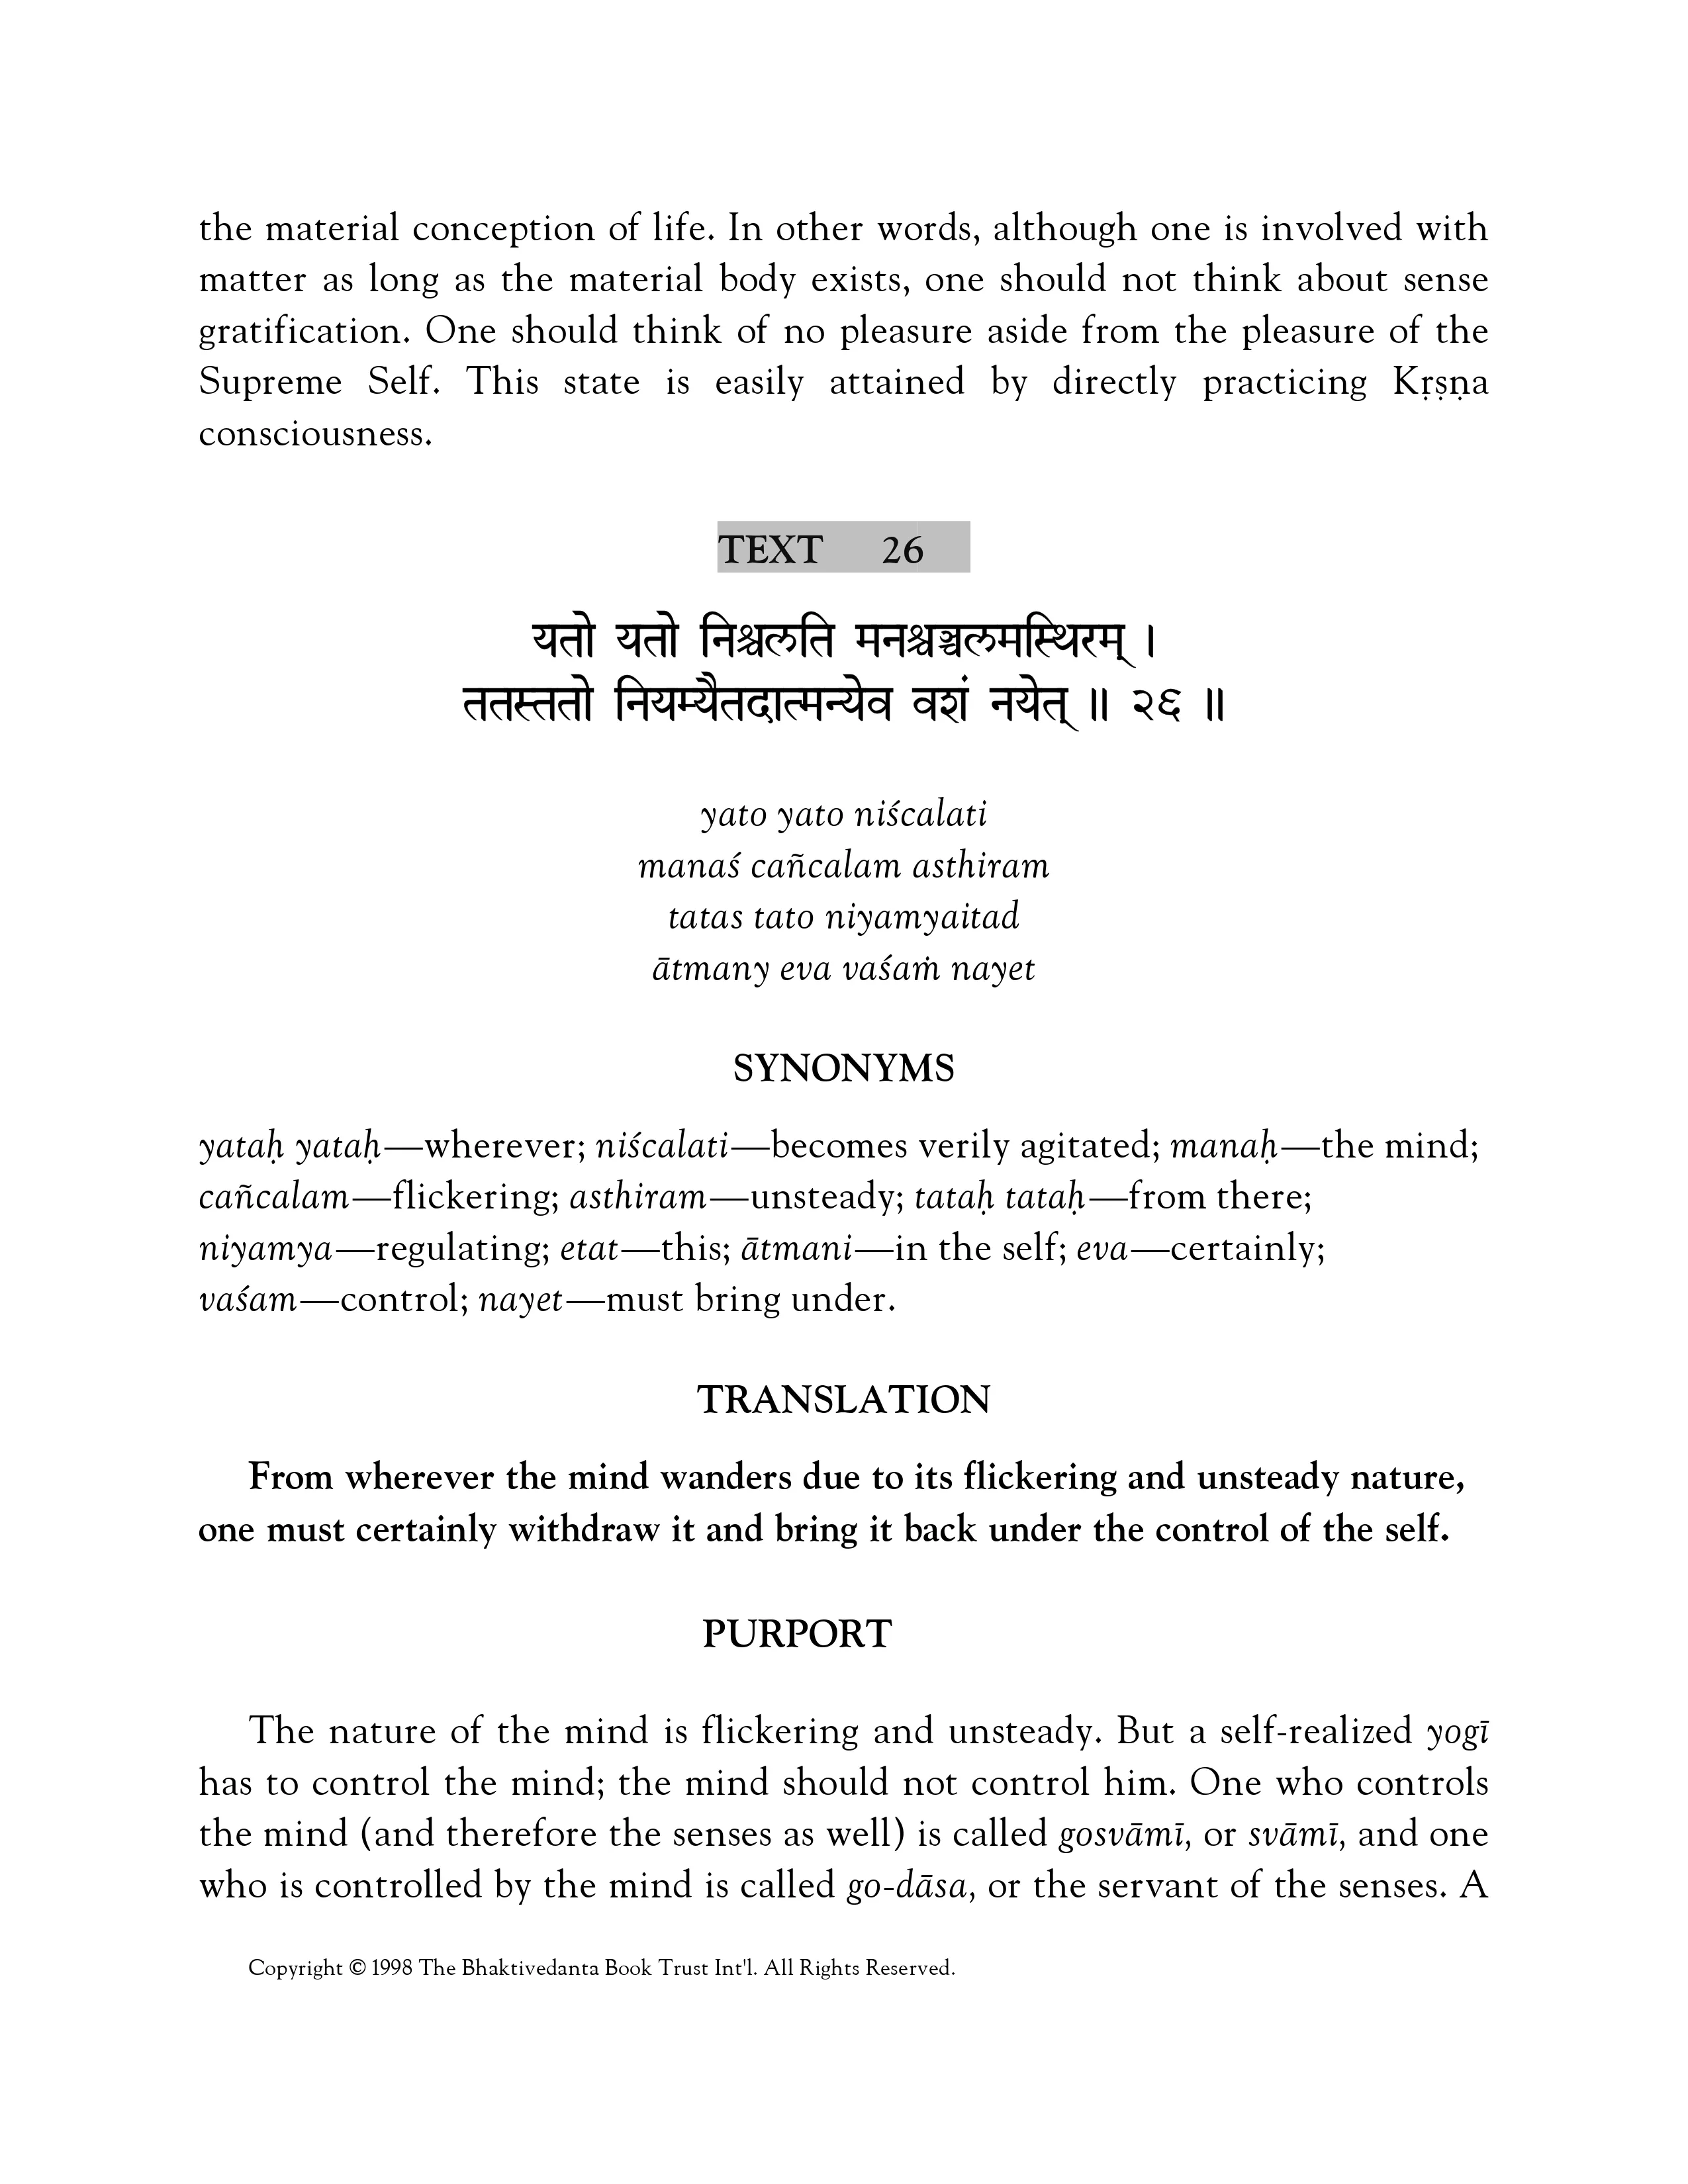 the material conception of life. In other words, although one is involved with
matter as long as the material body exists, one should not think about sense
gratification. One should think of no pleasure aside from the pleasure of the
Supreme Self. This state is easily attained by directly practicing Kṛṣṇa
consciousness.
TEXT 26
यतो यतो निश्चलति मनश्चञ्चलमस्थिरम् ।
ततस्ततो नियम्यैतदात्मन्येव वशं नयेत् ॥ २६ ॥
yato yato niścalati
manaś cañcalam asthiram
tatas tato niyamyaitad
ātmany eva vaśaṁ nayet
SYNONYMS
yataḥ yataḥ—wherever; niścalati—becomes verily agitated; manaḥ—the mind;
cañcalam—flickering; asthiram—unsteady; tataḥ tataḥ—from there;
niyamya—regulating; etat—this; ātmani—in the self; eva—certainly;
vaśam—control; nayet—must bring under.
TRANSLATION
From wherever the mind wanders due to its flickering and unsteady nature,
one must certainly withdraw it and bring it back under the control of the self.
PURPORT
The nature of the mind is flickering and unsteady. But a self-realized yogī
has to control the mind; the mind should not control him. One who controls
the mind (and therefore the senses as well) is called gosvāmī, or svāmī, and one
who is controlled by the mind is called go-dāsa, or the servant of the senses. A
Copyright © 1998 The Bhaktivedanta Book Trust Int'l. All Rights Reserved.